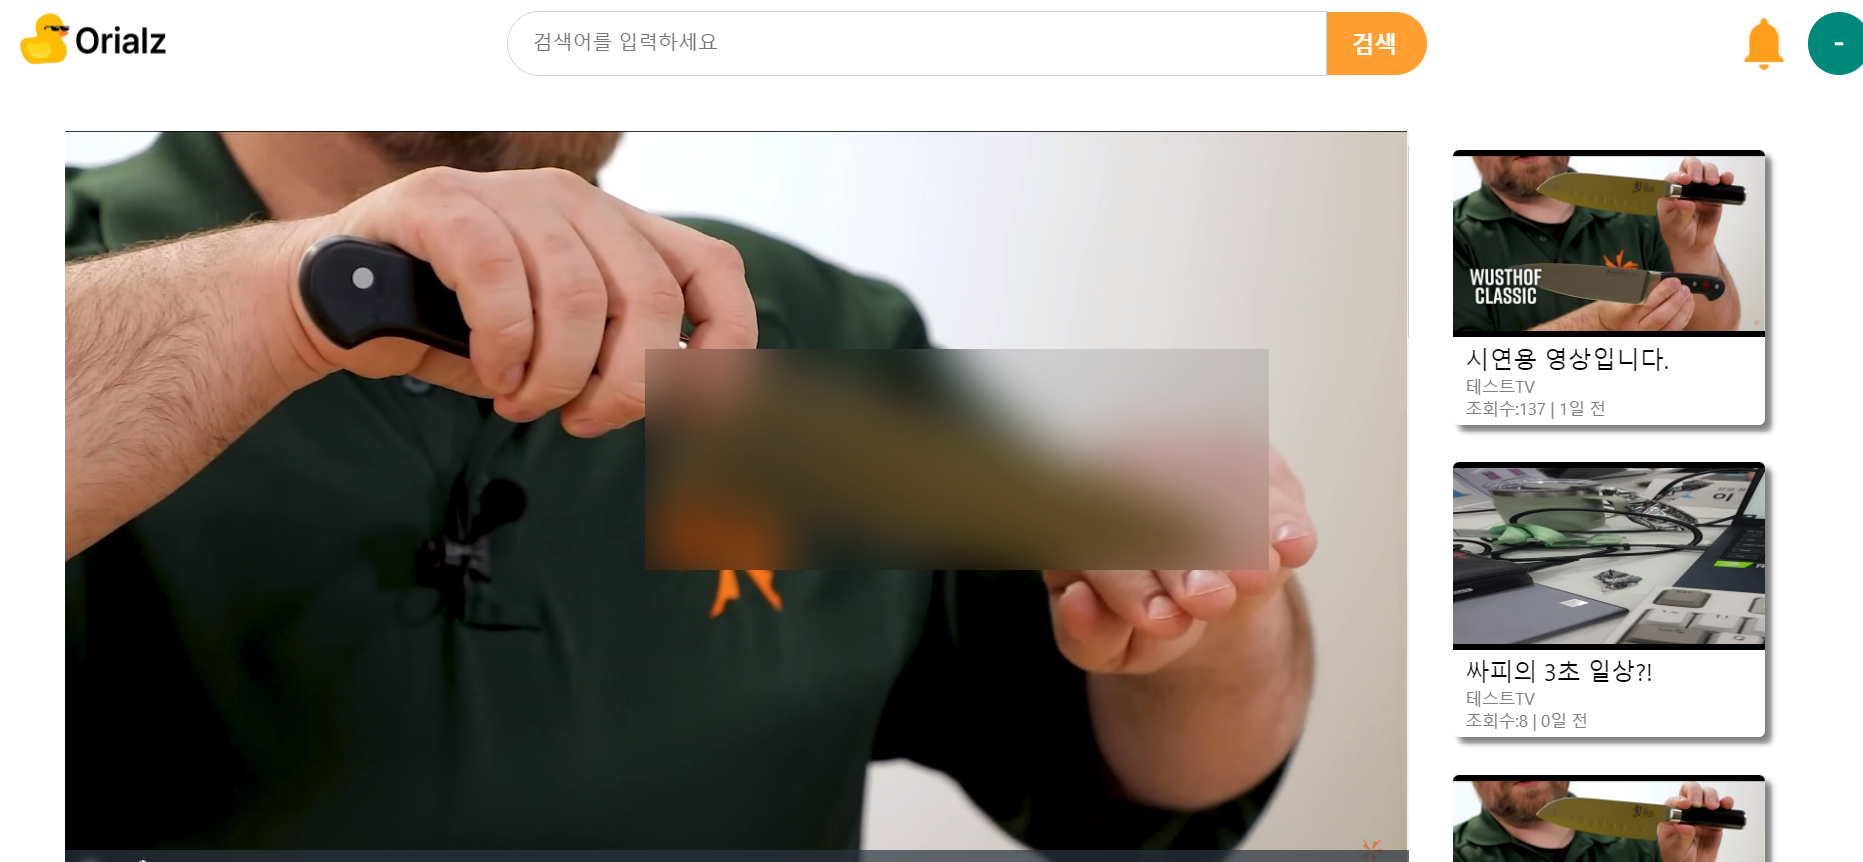 Orialz
검색어를 입력하세요
검색
-
WUSTHOF
CLASSIC
시연용 영상입니다.
테스트TV
조회수:137 | 1일 전
싸피의 3초 일상?!
테스트TV
조회수:8 | 0일 전